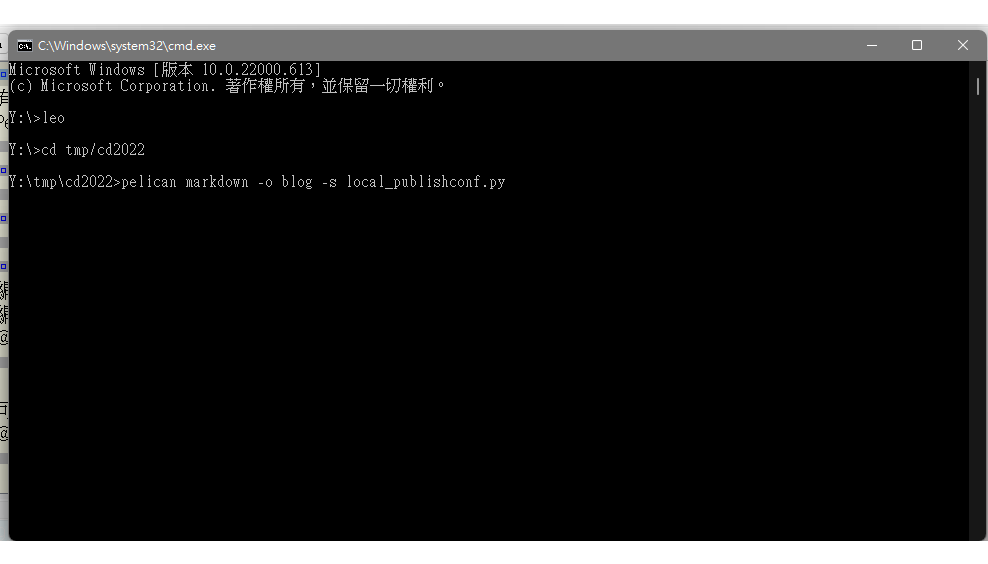 C:\Windows\system32\cmd.exe
Microsoft Windows [版本 10.0.22000.613]
(c) Microsoft Corporation. 著作權所有，並保留一切權利。
Y:\>leo
Y:\>cd tmp/cd2022
Y:\tmp\cd2022>pelican markdown -o blog -s local_publishconf.py